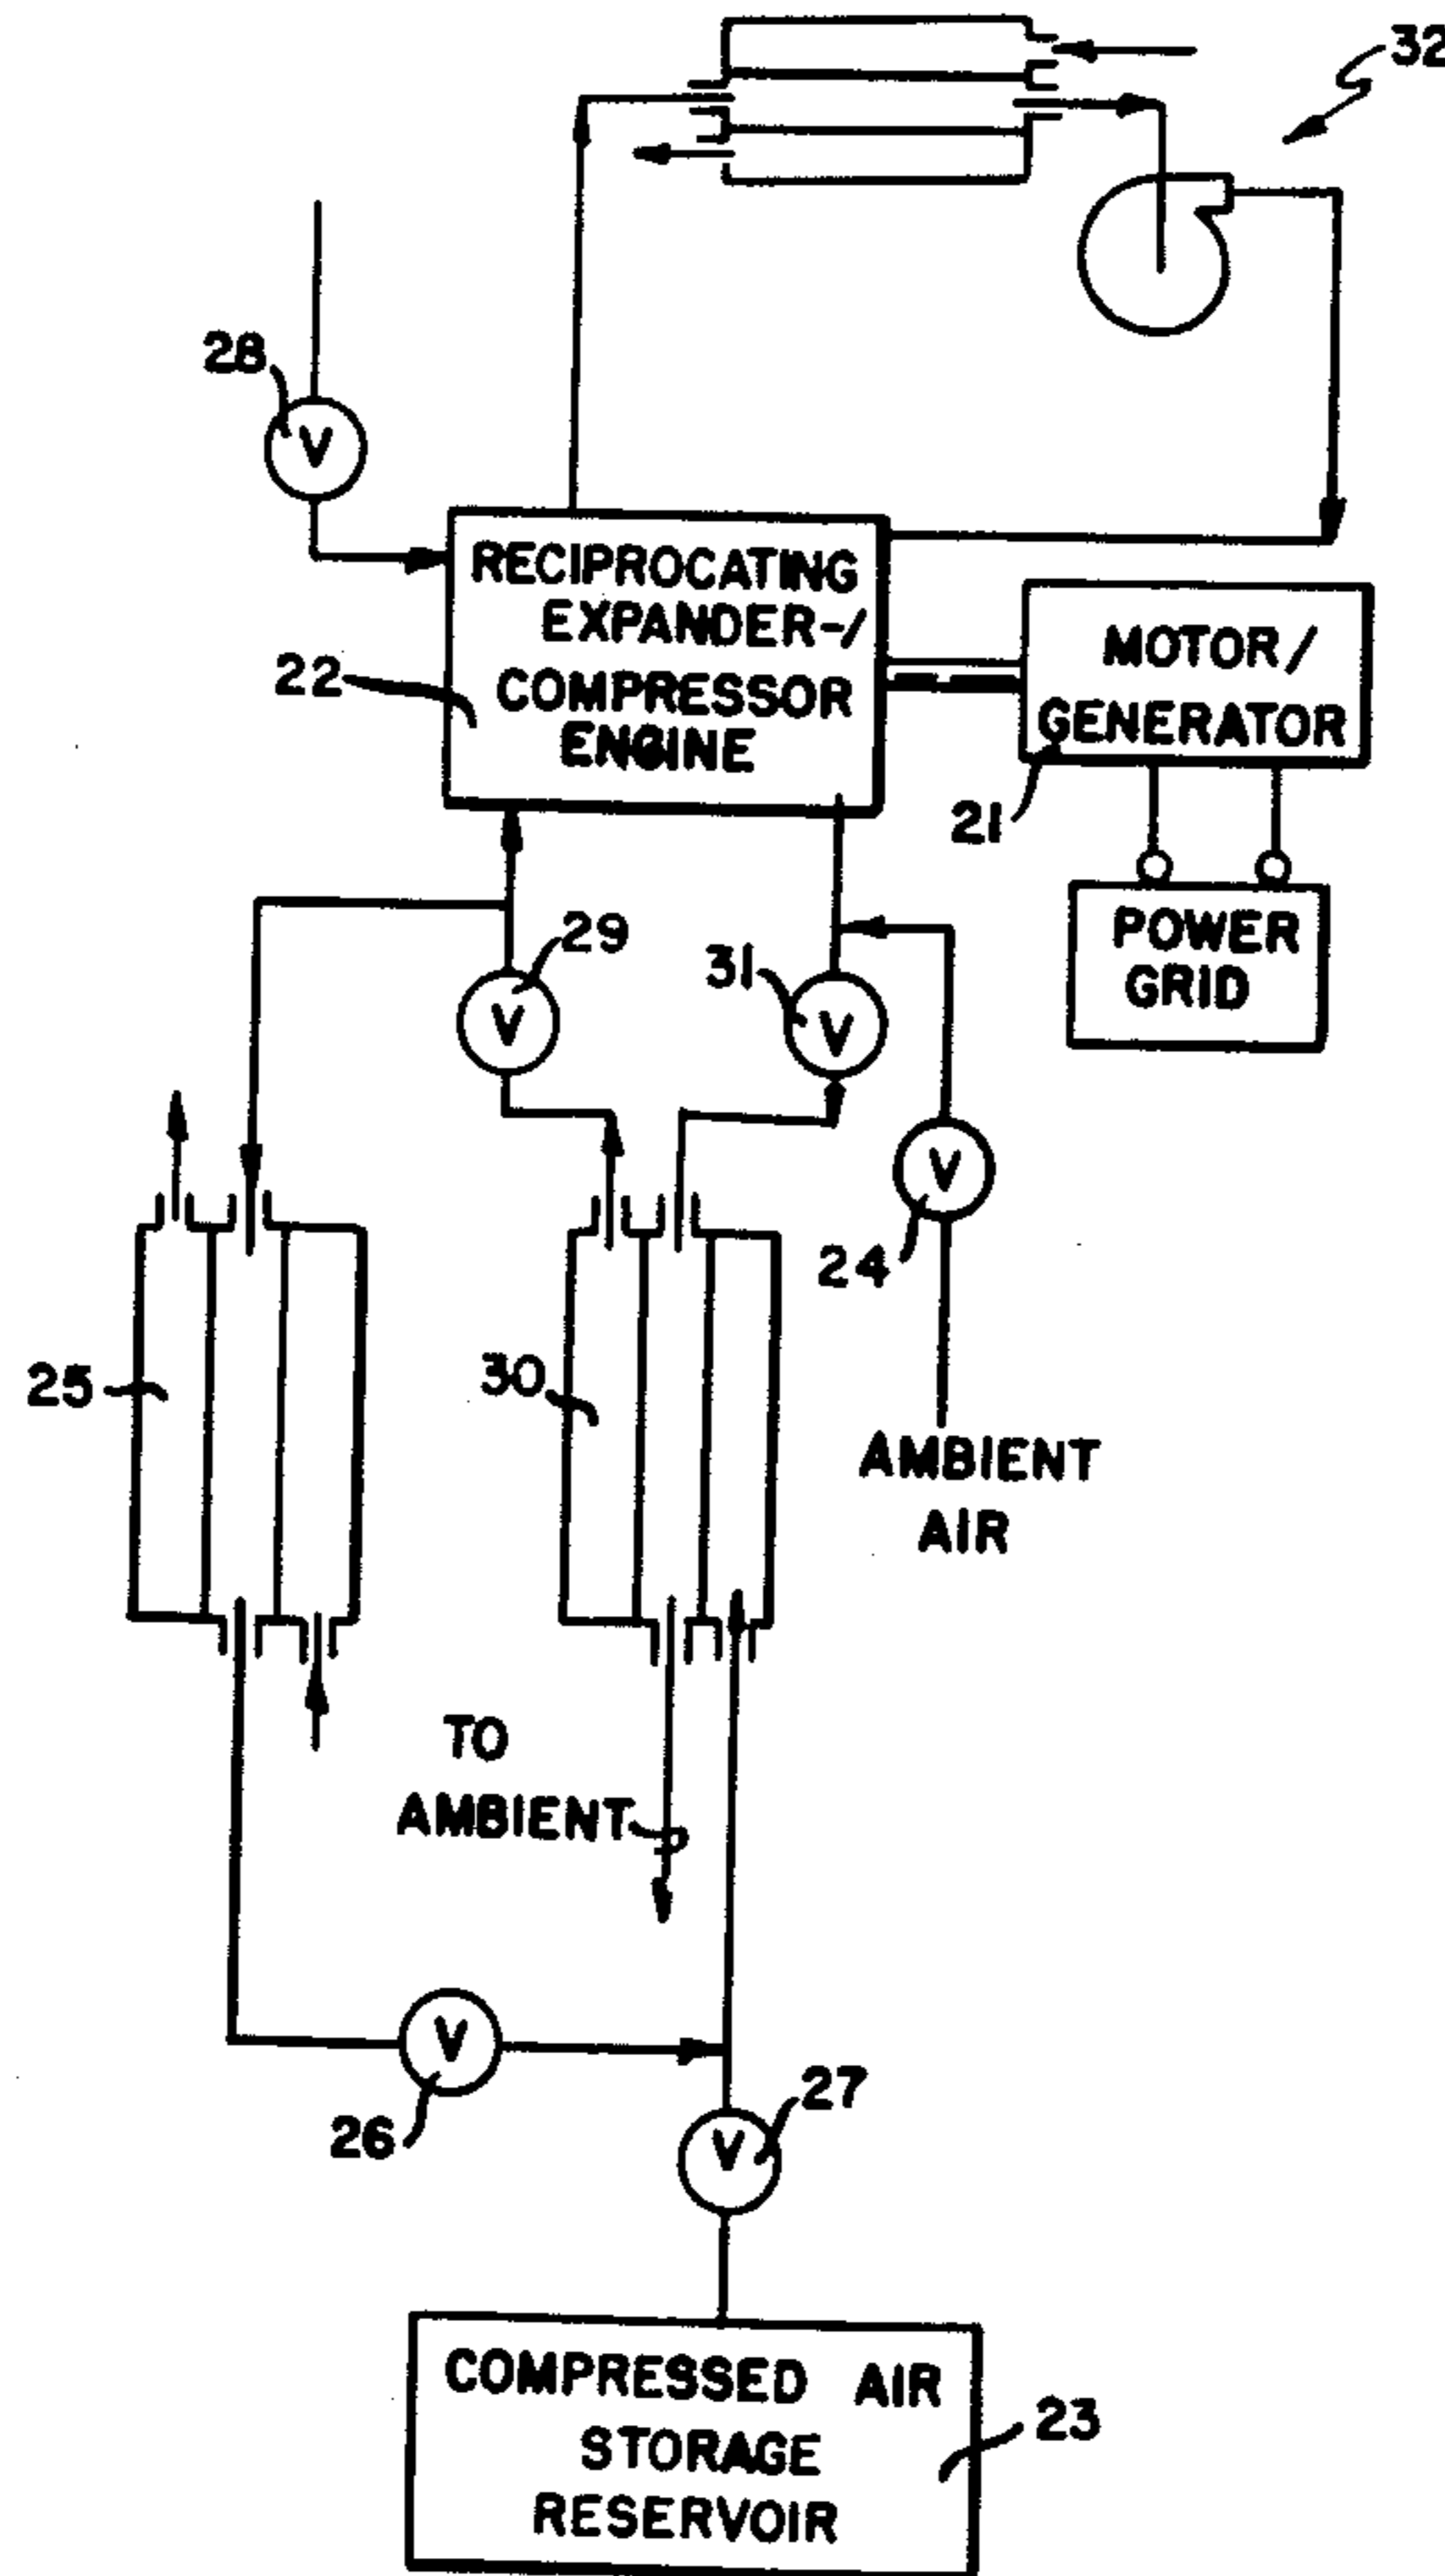 32
28
V
RECIPROCATING
EXPANDER-/
COMPRESSOR
ENGINE
22
MOTOR/
GENERATOR
21
POWER
GRID
29
V
31
V
V
24
25
30
AMBIENT
AIR
TO
AMBIENT
V
26
27
V
COMPRESSED AIR
STORAGE
RESERVOIR
23